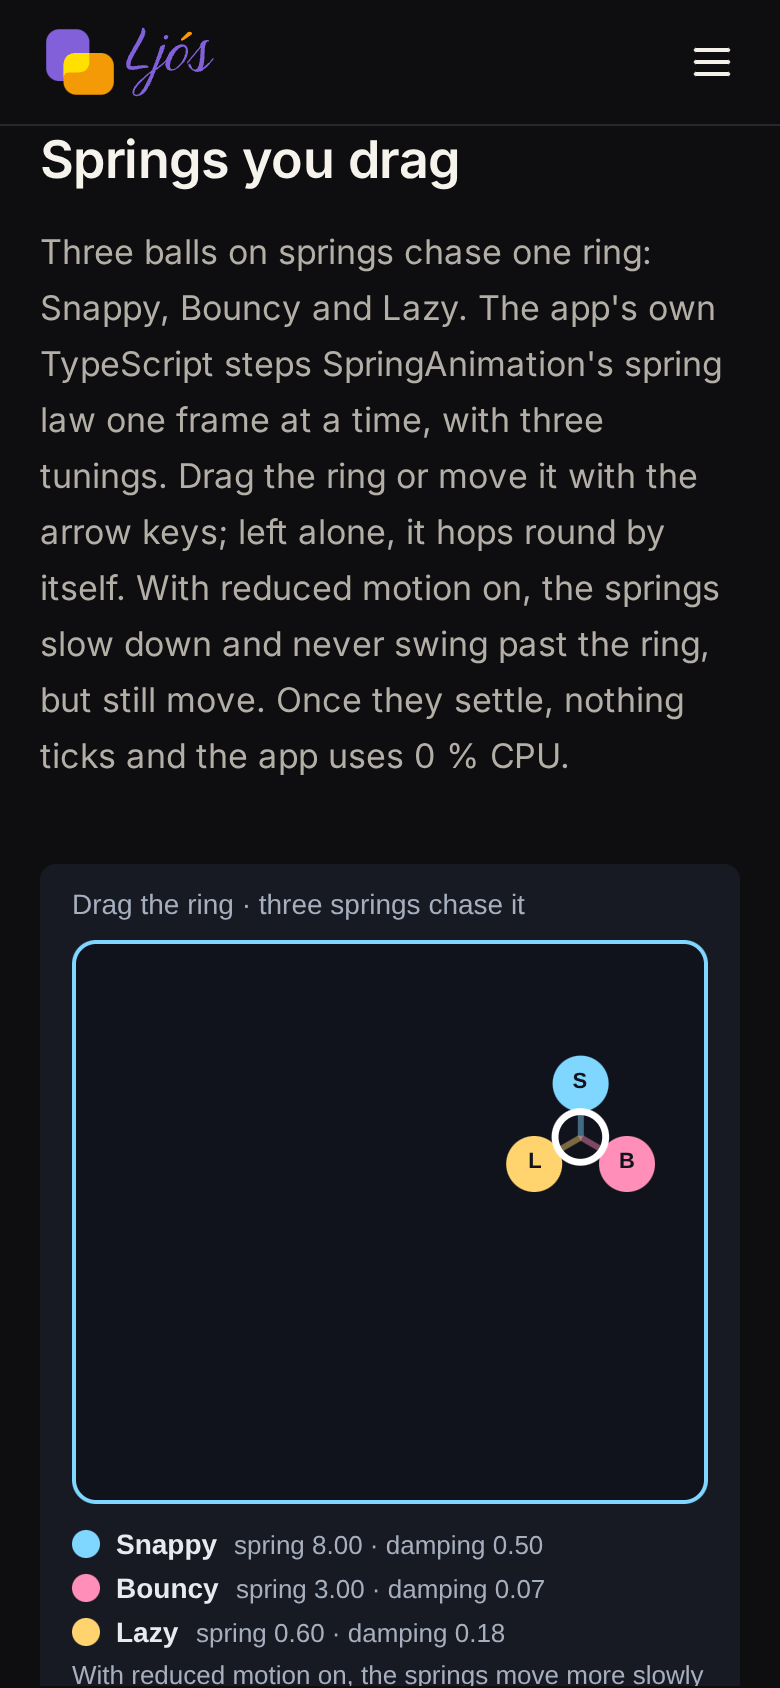 Ljós
Springs you drag
Three balls on springs chase one ring:
Snappy, Bouncy and Lazy. The app's own
TypeScript steps SpringAnimation's spring
law one frame at a time, with three
tunings. Drag the ring or move it with the
arrow keys; left alone, it hops round by
itself. With reduced motion on, the springs
slow down and never swing past the ring,
but still move. Once they settle, nothing
ticks and the app uses 0 % CPU.
Drag the ring · three springs chase it
S
L
B
Snappy spring 8.00 · damping 0.50
Bouncy spring 3.00 · damping 0.07
Lazy spring 0.60 · damping 0.18
With reduced motion on, the springs move more slowly